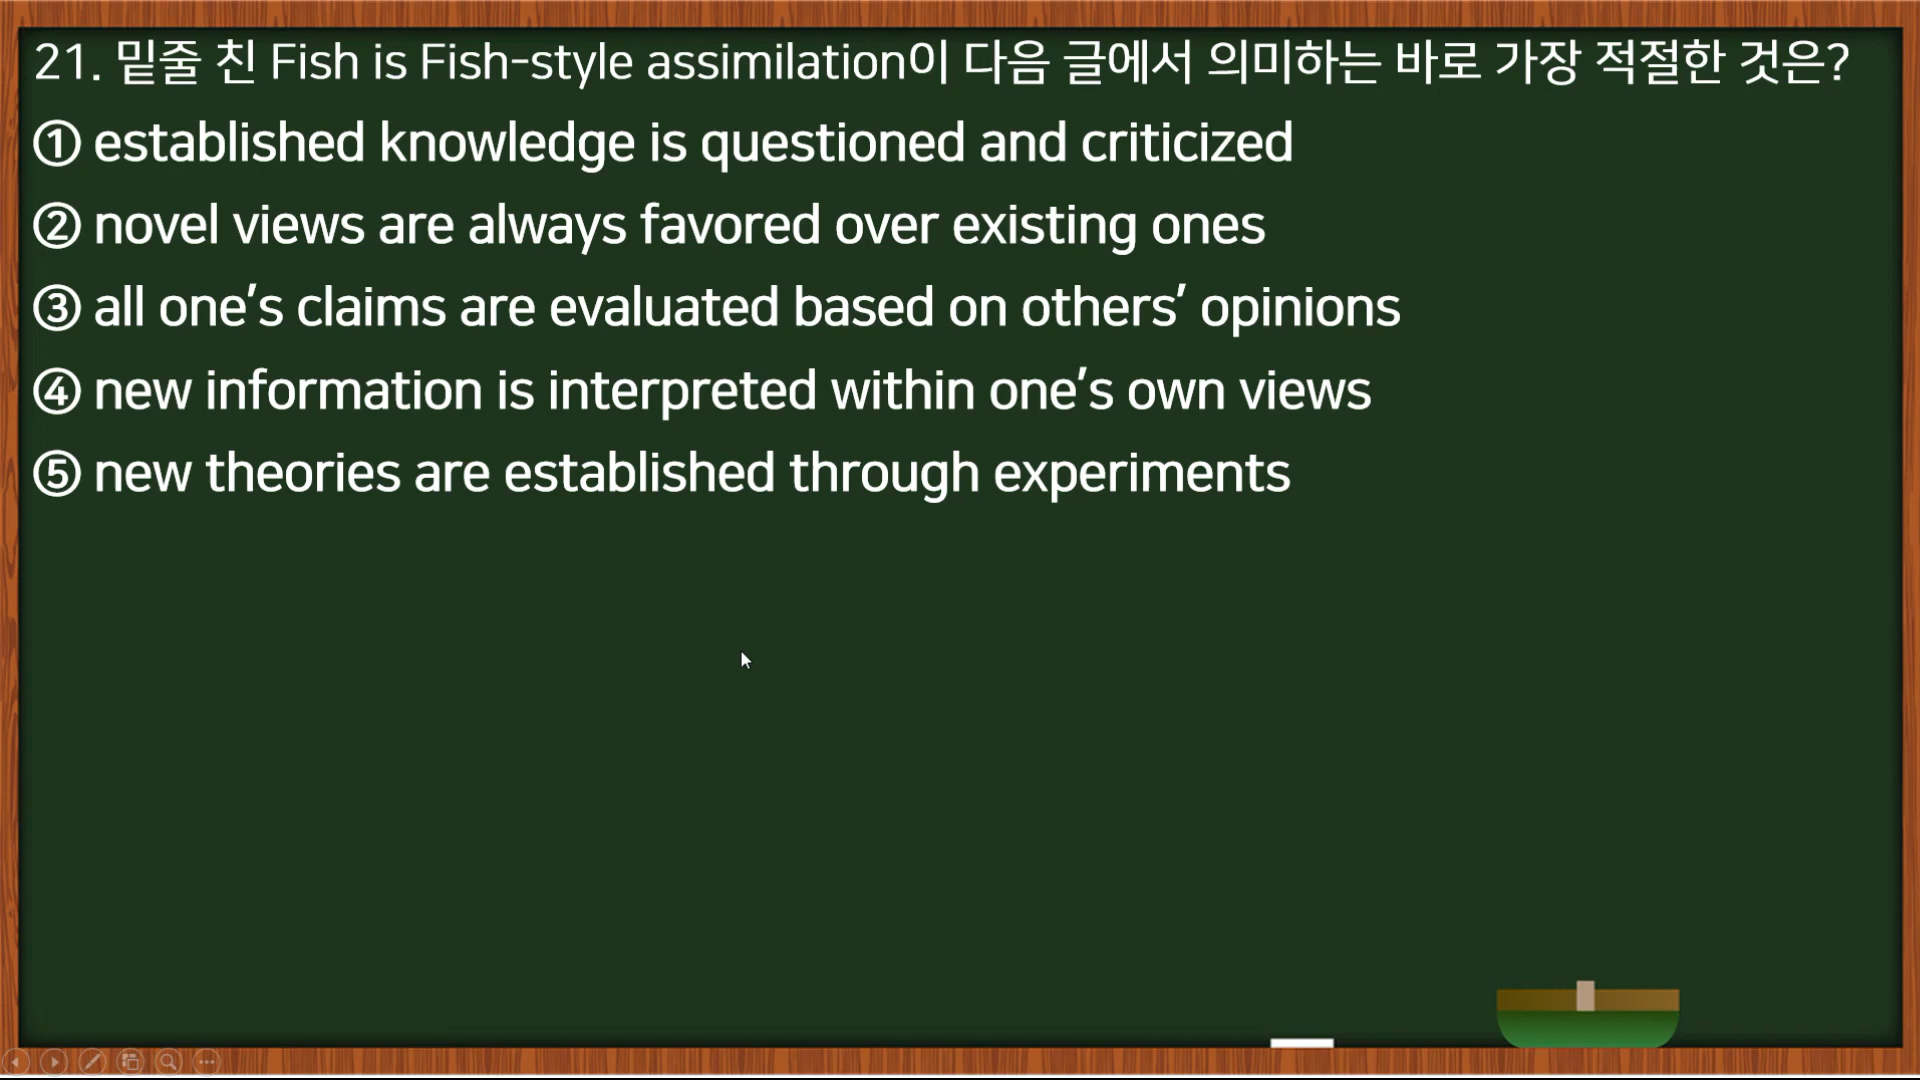 21. 밑줄 친 Fish is Fish-style assimilation이 다음 글에서 의미하는 바로 가장 적절한 것은?
① established knowledge is questioned and criticized
② novel views are always favored over existing ones
③ all one’s claims are evaluated based on others’ opinions
④ new information is interpreted within one’s own views
⑤ new theories are established through experiments